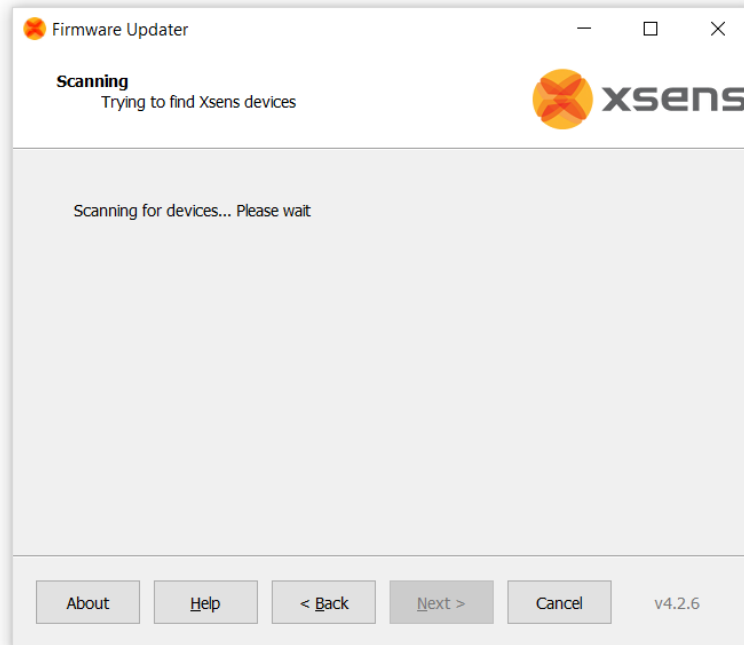 Firmware Updater
Scanning
Trying to find Xsens devices
xsens
Scanning for devices... Please wait
About
Help
< Back
Next >
Cancel
v4.2.6